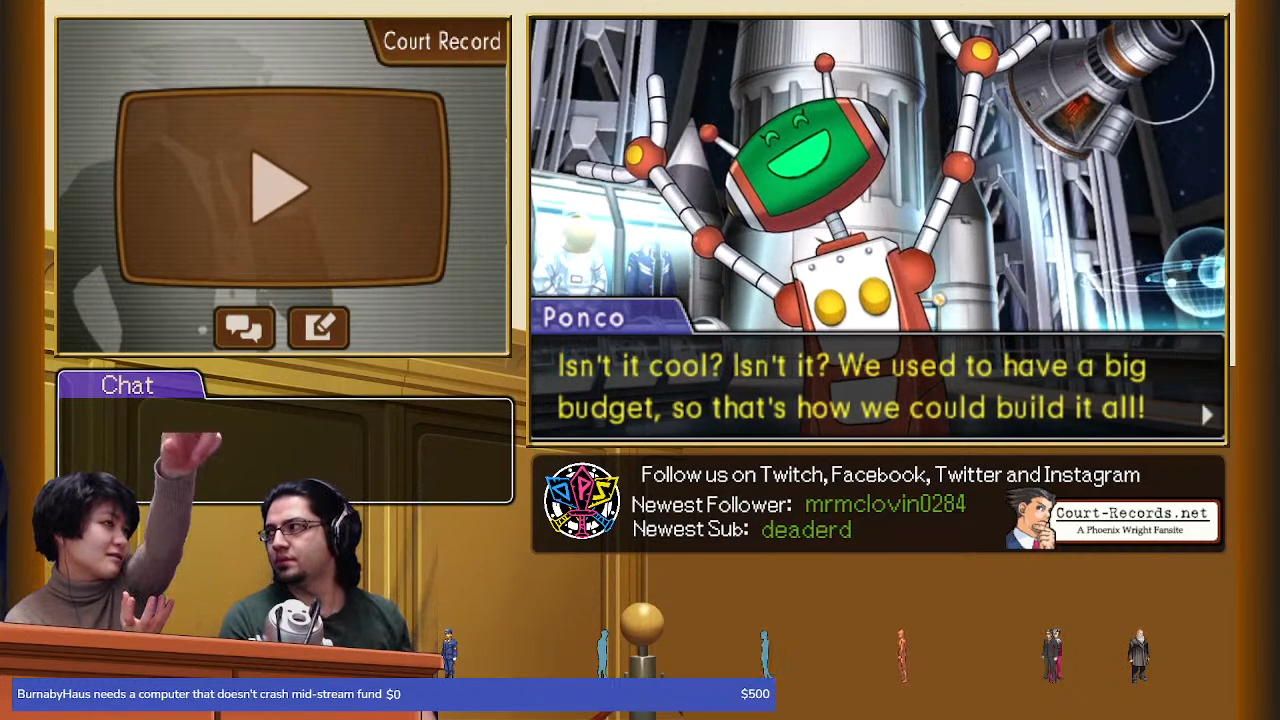 Court Record
Ponco
Isn't it cool? Isn't it? We used to have a big
budget, so that's how we could build it all!
Chat
Follow us on Twitch, Facebook, Twitter and Instagram
Newest Follower: mrmclovin0284
Newest Sub: deaderd
Court-Records.net
A Phoenix Wright Fansite
BurnabyHaus needs a computer that doesn't crash mid-stream fund $0
$500